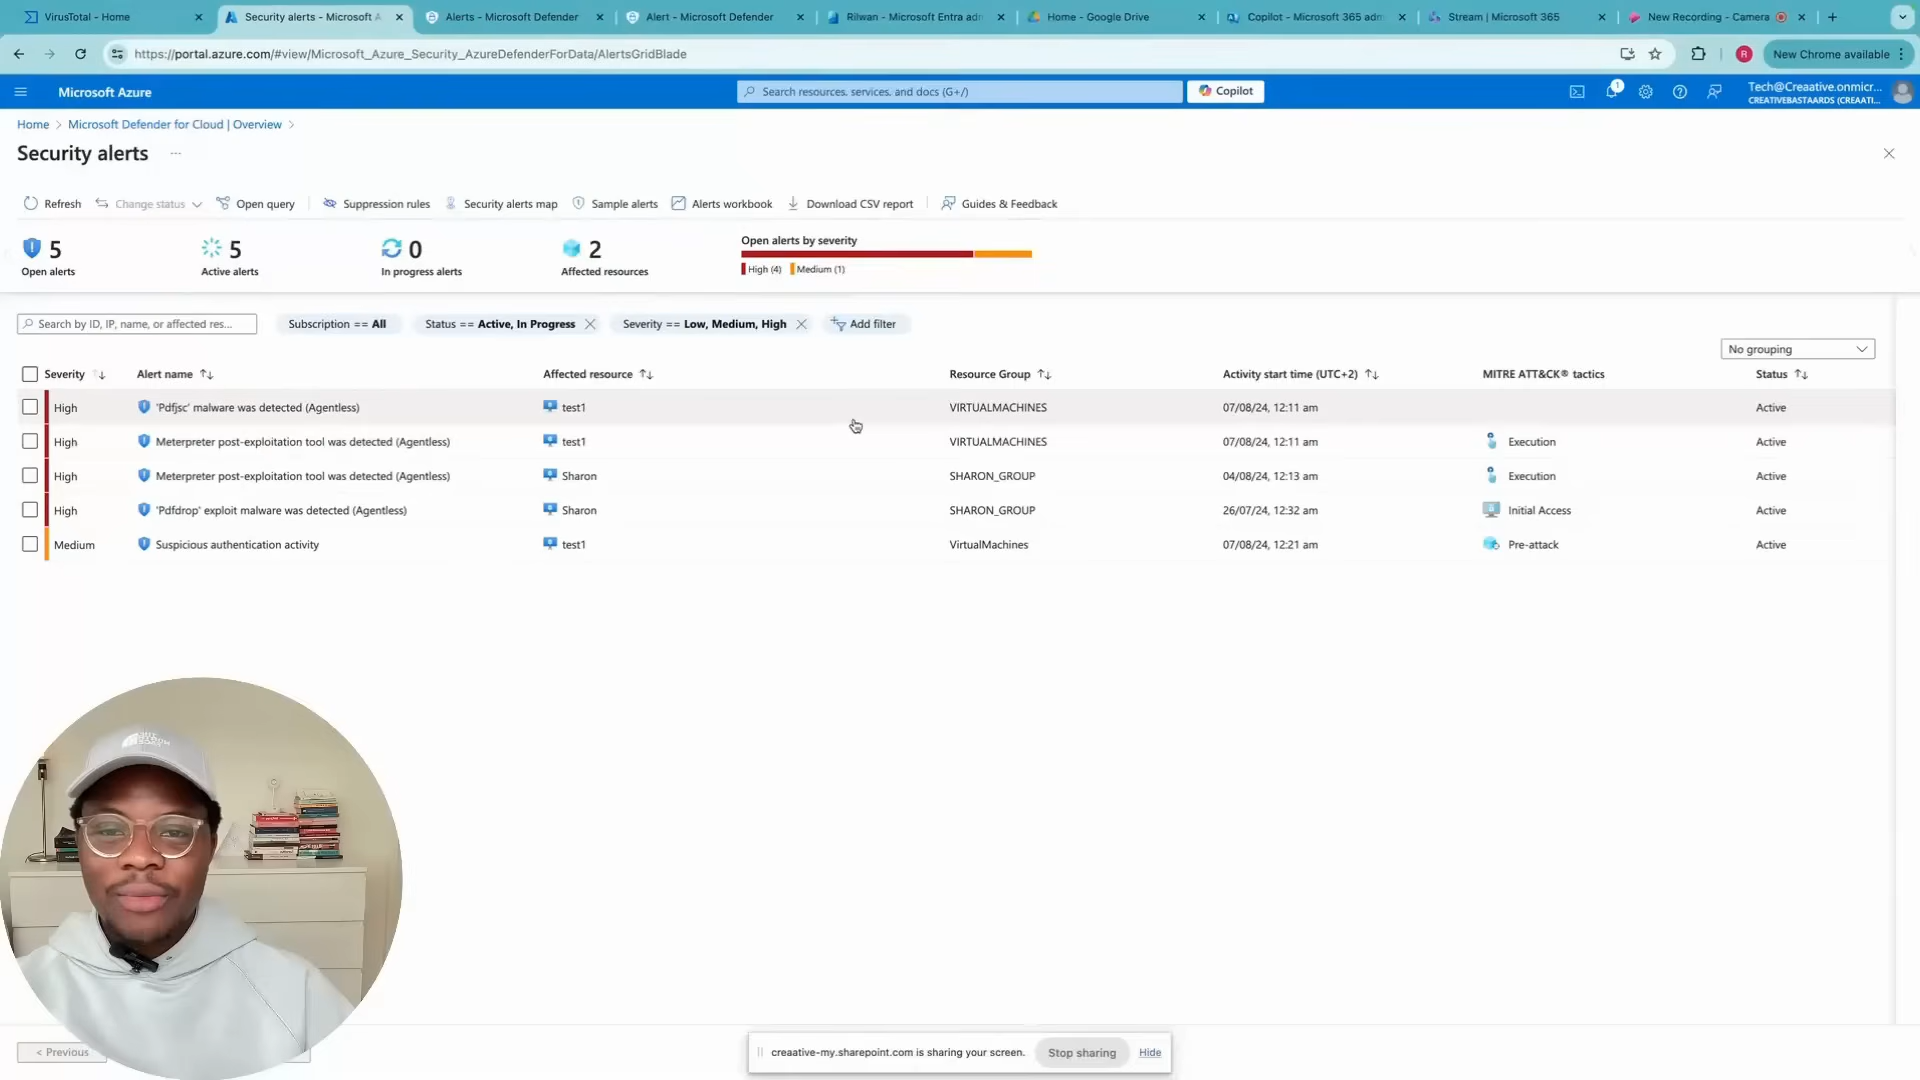 VirusTotal - Home
Security alerts - Microsoft A
Alerts - Microsoft Defender
Alert - Microsoft Defender
Rilwan - Microsoft Entra adm
Home - Google Drive
Copilot - Microsoft 365 adm
Stream | Microsoft 365
New Recording - Camera
https://portal.azure.com/#view/Microsoft_Azure_Security_AzureDefenderForData/AlertsGridBlade
R
New Chrome available
Microsoft Azure
Search resources, services, and docs (G+/)
Copilot
1
Tech@Creaative.onmicr...
CREATIVEBASTAARDS (CREAATI...
Home > Microsoft Defender for Cloud | Overview >
Security alerts ...
Refresh
Change status
Open query
Suppression rules
Security alerts map
Sample alerts
Alerts workbook
Download CSV report
Guides & Feedback
5
Open alerts
5
Active alerts
0
In progress alerts
2
Affected resources
Open alerts by severity
High (4)
Medium (1)
Search by ID, IP, name, or affected res...
Subscription == All
Status == Active, In Progress
Severity == Low, Medium, High
Add filter
No grouping
Severity Alert name Affected resource Resource Group Activity start time (UTC+2) MITRE ATT&CK® tactics Status
High 'Pdfjsc' malware was detected (Agentless) test1 VIRTUALMACHINES 07/08/24, 12:11 am Active
High Meterpreter post-exploitation tool was detected (Agentless) test1 VIRTUALMACHINES 07/08/24, 12:11 am Execution Active
High Meterpreter post-exploitation tool was detected (Agentless) Sharon SHARON_GROUP 04/08/24, 12:13 am Execution Active
High 'Pdfdrop' exploit malware was detected (Agentless) Sharon SHARON_GROUP 26/07/24, 12:32 am Initial Access Active
Medium Suspicious authentication activity test1 VirtualMachines 07/08/24, 12:21 am Pre-attack Active
< Previous
creaative-my.sharepoint.com is sharing your screen.
Stop sharing
Hide